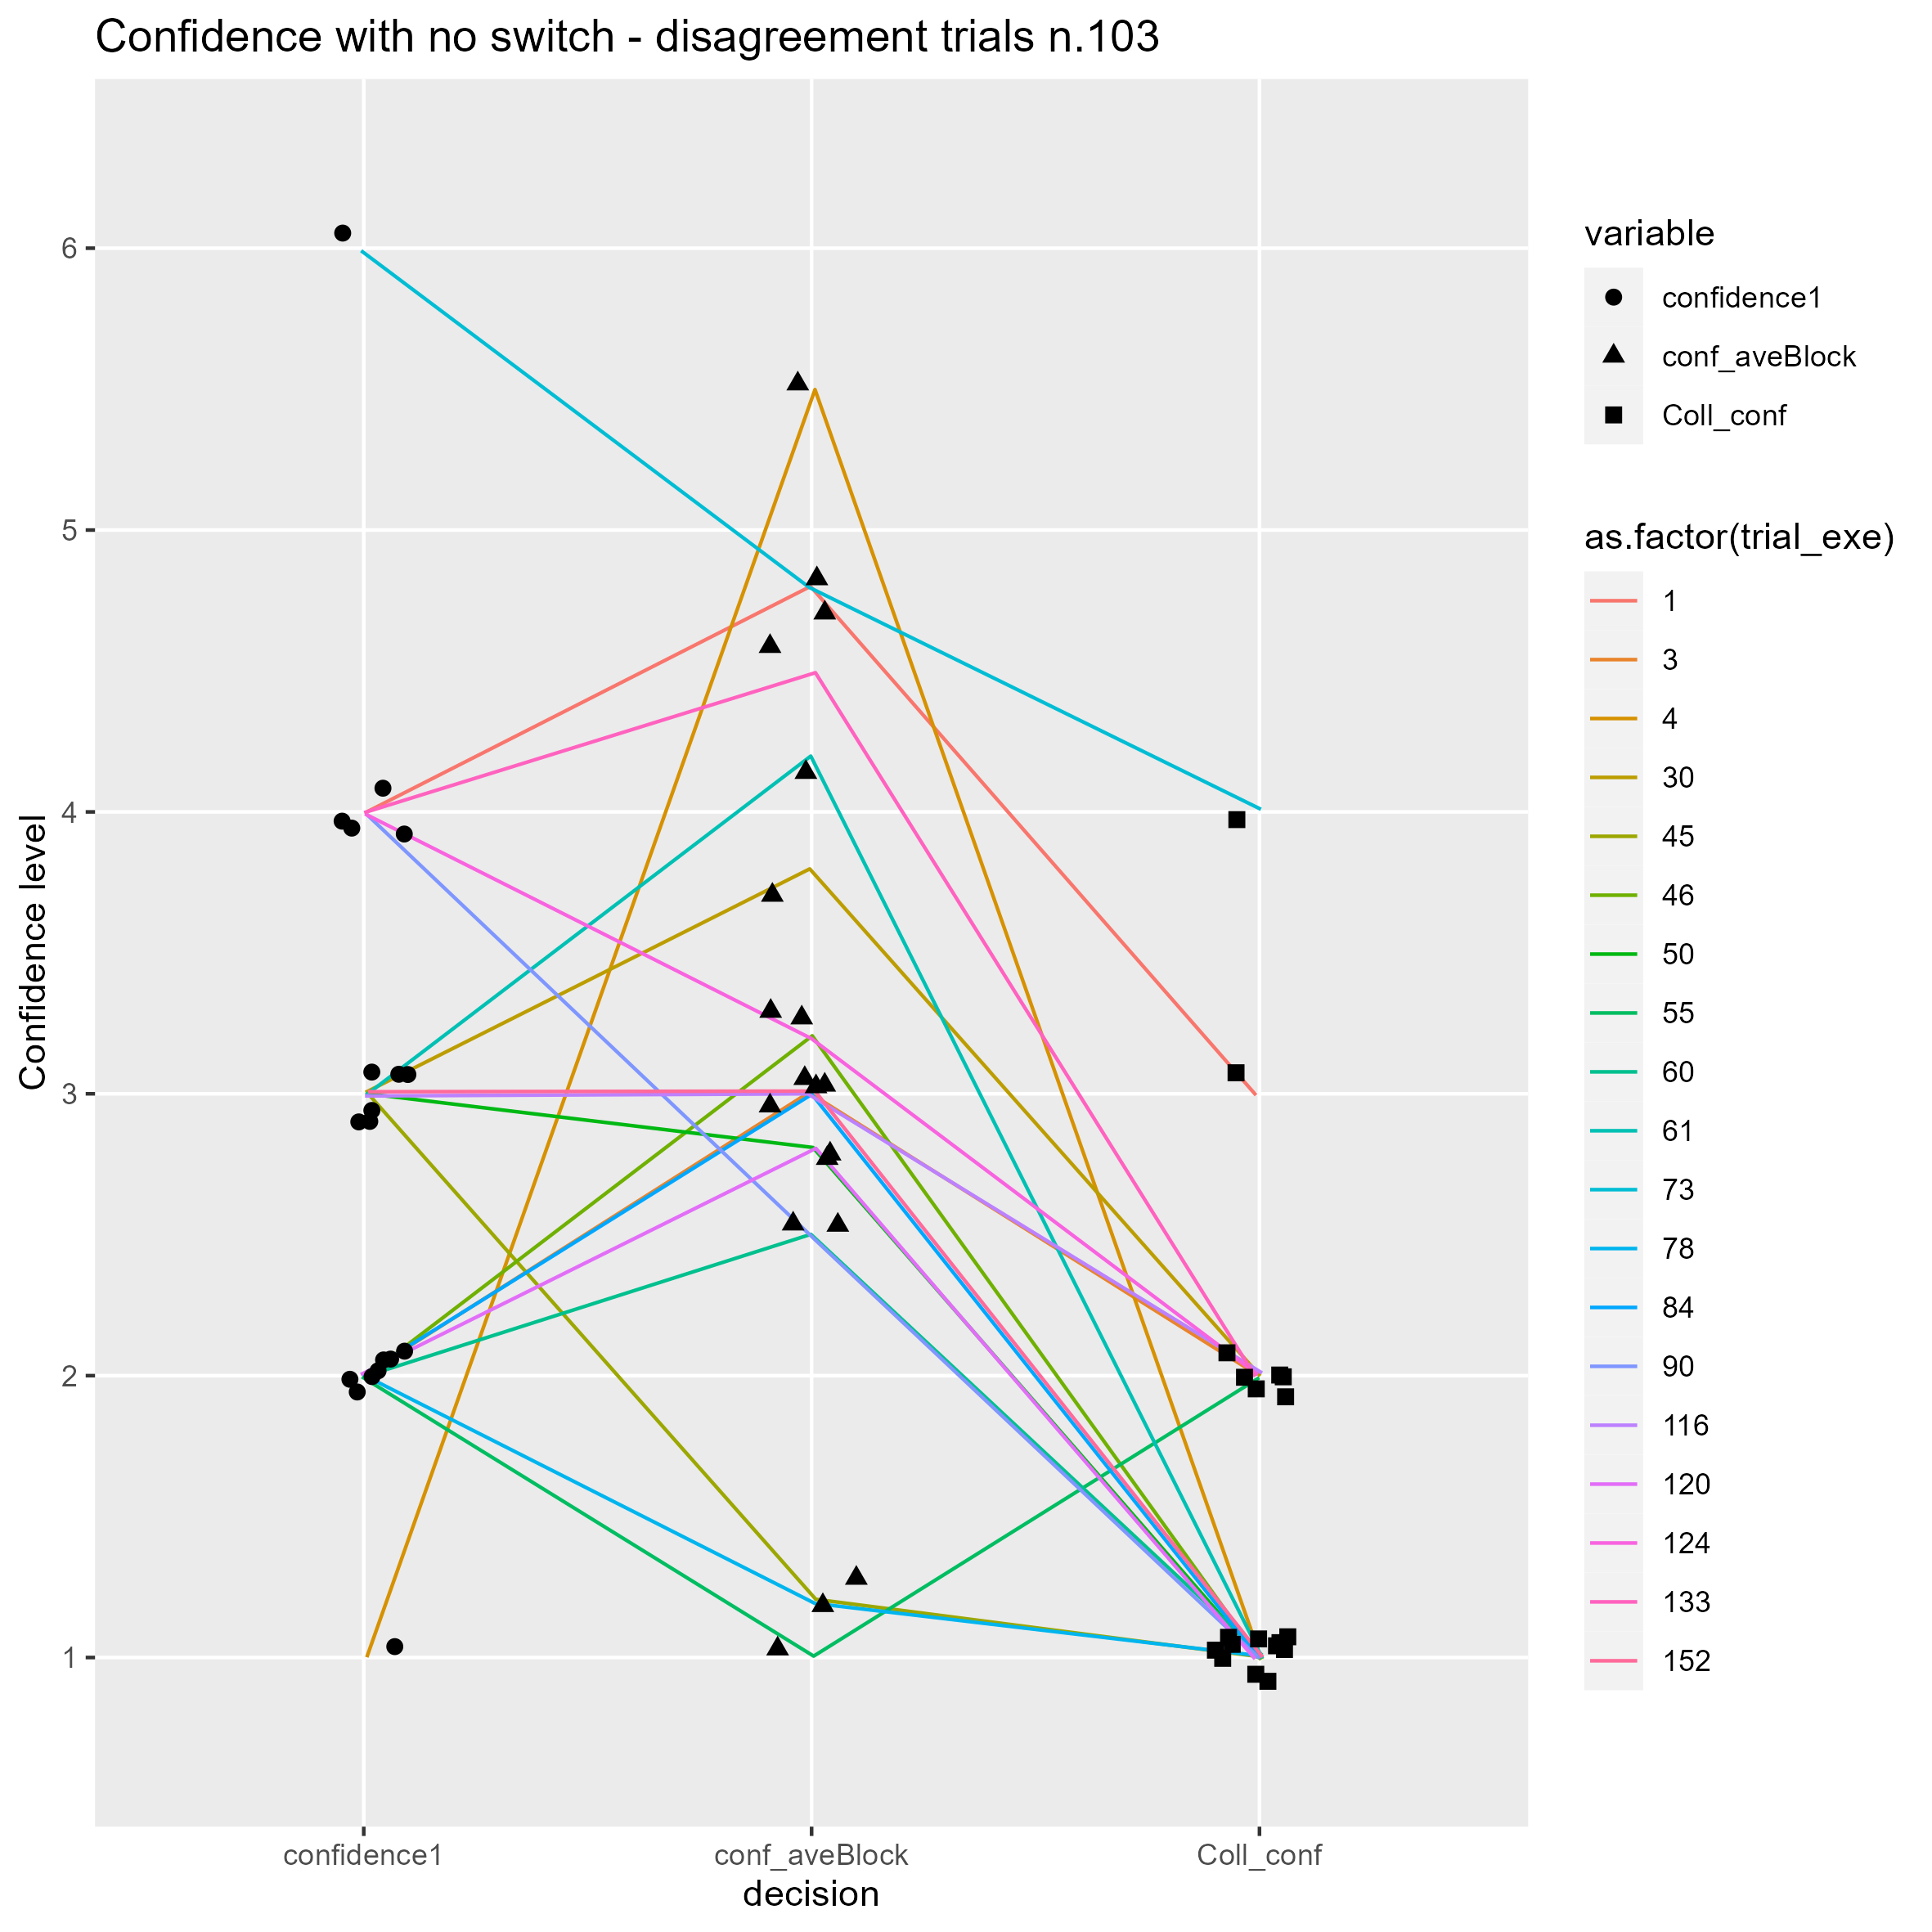 Confidence with no switch - disagreement trials n.103
Confidence level
6
5
4
3
2
1
confidence1
conf_aveBlock
Coll_conf
decision
variable
confidence1
conf_aveBlock
Coll_conf
as.factor(trial_exe)
1
3
4
30
45
46
50
55
60
61
73
78
84
90
116
120
124
133
152